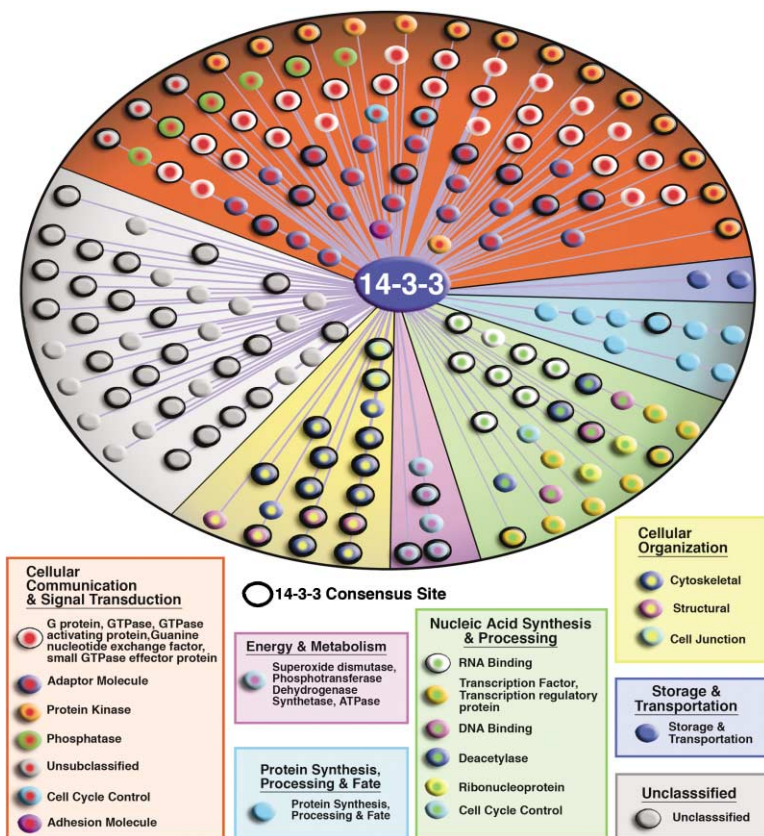 14-3-3
Cellular
Communication
& Signal Transduction
G protein, GTPase, GTPase
activating protein,Guanine
nucleotide exchange factor,
small GTPase effector protein
Adaptor Molecule
Protein Kinase
Phosphatase
Unsubclassified
Cell Cycle Control
Adhesion Molecule
14-3-3 Consensus Site
Energy & Metabolism
Superoxide dismutase,
Phosphotransferase
Dehydrogenase
Synthetase, ATPase
Protein Synthesis,
Processing & Fate
Protein Synthesis,
Processing & Fate
Nucleic Acid Synthesis
& Processing
RNA Binding
Transcription Factor,
Transcription regulatory
protein
DNA Binding
Deacetylase
Ribonucleoprotein
Cell Cycle Control
Cellular
Organization
Cytoskeletal
Structural
Cell Junction
Storage &
Transportation
Storage &
Transportation
Unclasssified
Unclasssified